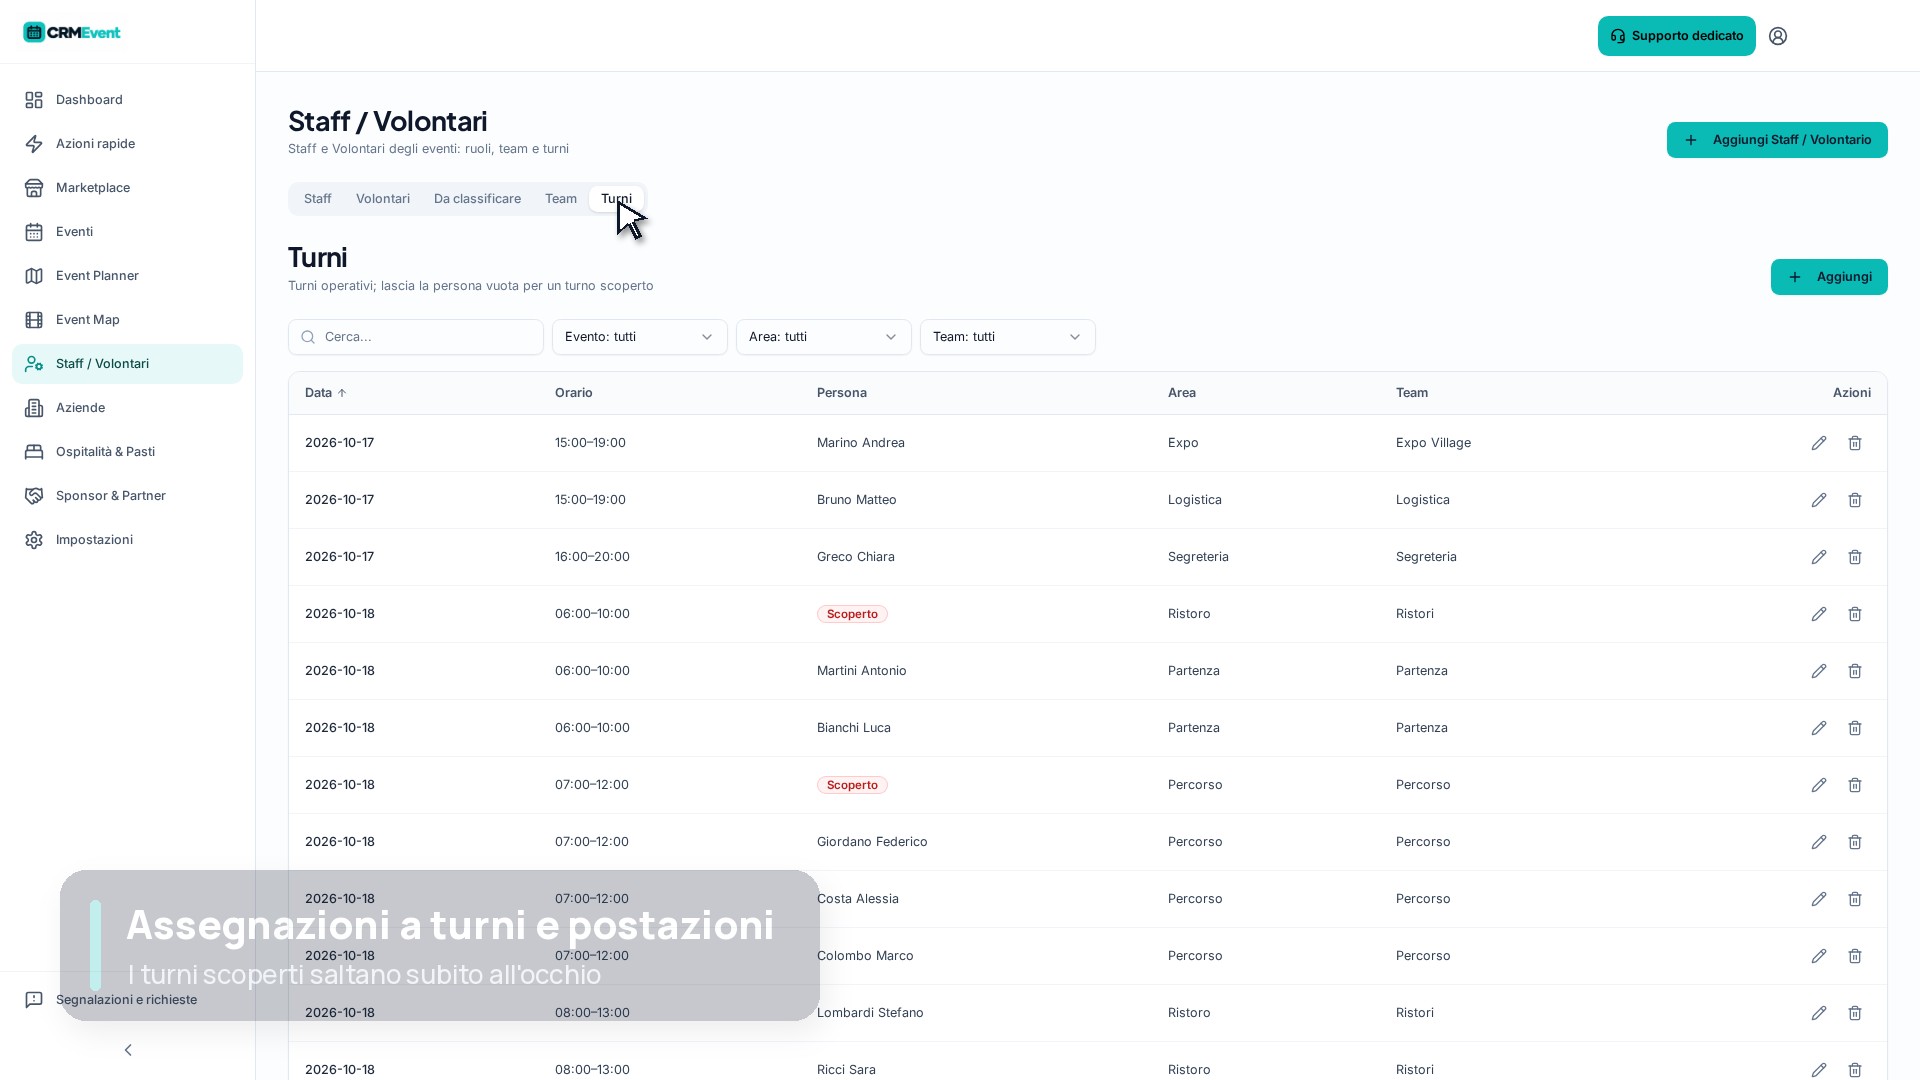 CRMEvent
Supporto dedicato
Dashboard
Azioni rapide
Marketplace
Eventi
Event Planner
Event Map
Staff / Volontari
Aziende
Ospitalità & Pasti
Sponsor & Partner
Impostazioni
Segnalazioni e richieste
Staff / Volontari
Staff e Volontari degli eventi: ruoli, team e turni
Aggiungi Staff / Volontario
Staff Volontari Da classificare Team Turni
Turni
Turni operativi; lascia la persona vuota per un turno scoperto
Aggiungi
Cerca... Evento: tutti Area: tutti Team: tutti
Data Orario Persona Area Team Azioni
2026-10-17 15:00–19:00 Marino Andrea Expo Expo Village
2026-10-17 15:00–19:00 Bruno Matteo Logistica Logistica
2026-10-17 16:00–20:00 Greco Chiara Segreteria Segreteria
2026-10-18 06:00–10:00 Scoperto Ristoro Ristori
2026-10-18 06:00–10:00 Martini Antonio Partenza Partenza
2026-10-18 06:00–10:00 Bianchi Luca Partenza Partenza
2026-10-18 07:00–12:00 Scoperto Percorso Percorso
2026-10-18 07:00–12:00 Giordano Federico Percorso Percorso
2026-10-18 07:00–12:00 Costa Alessia Percorso Percorso
2026-10-18 07:00–12:00 Colombo Marco Percorso Percorso
2026-10-18 08:00–13:00 Lombardi Stefano Ristoro Ristori
2026-10-18 08:00–13:00 Ricci Sara Ristoro Ristori
Assegnazioni a turni e postazioni
I turni scoperti saltano subito all'occhio